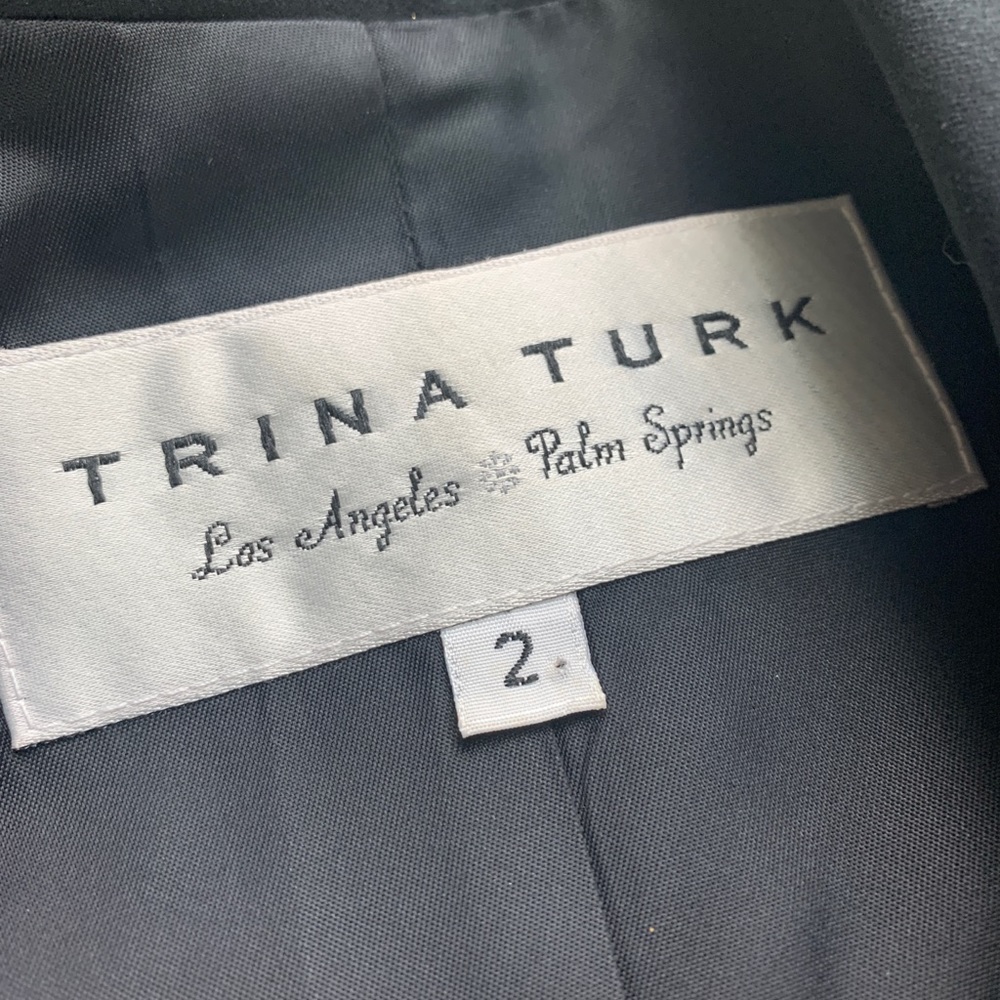 TRINA TURK
Los Angeles Palm Springs
2